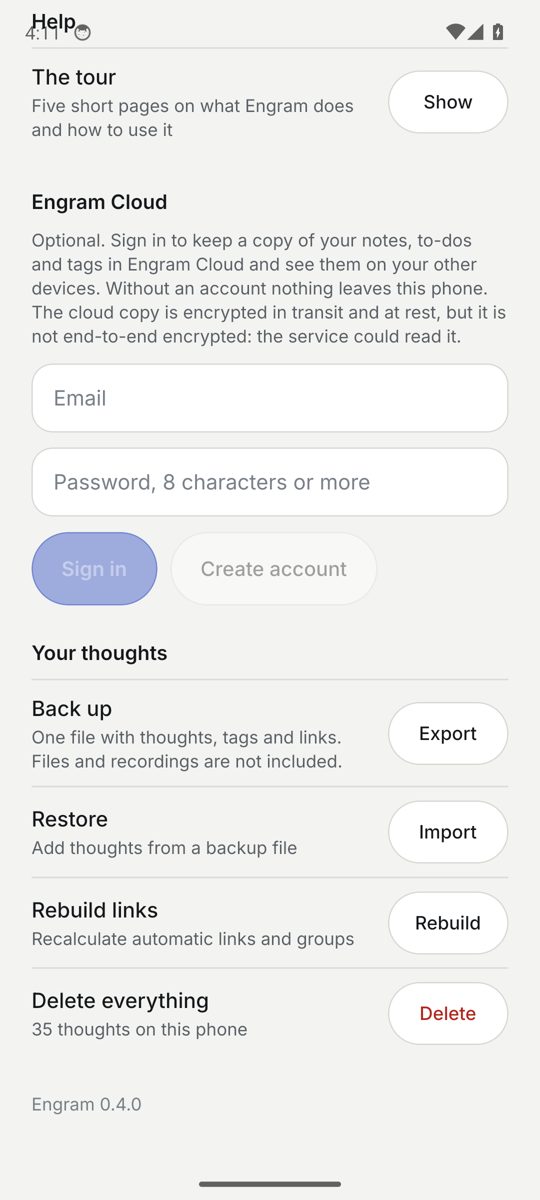 Help
4:11
The tour
Five short pages on what Engram does
and how to use it
Show
Engram Cloud
Optional. Sign in to keep a copy of your notes, to-dos
and tags in Engram Cloud and see them on your other
devices. Without an account nothing leaves this phone.
The cloud copy is encrypted in transit and at rest, but it is
not end-to-end encrypted: the service could read it.
Email
Password, 8 characters or more
Sign in
Create account
Your thoughts
Back up
One file with thoughts, tags and links.
Files and recordings are not included.
Export
Restore
Add thoughts from a backup file
Import
Rebuild links
Recalculate automatic links and groups
Rebuild
Delete everything
35 thoughts on this phone
Delete
Engram 0.4.0